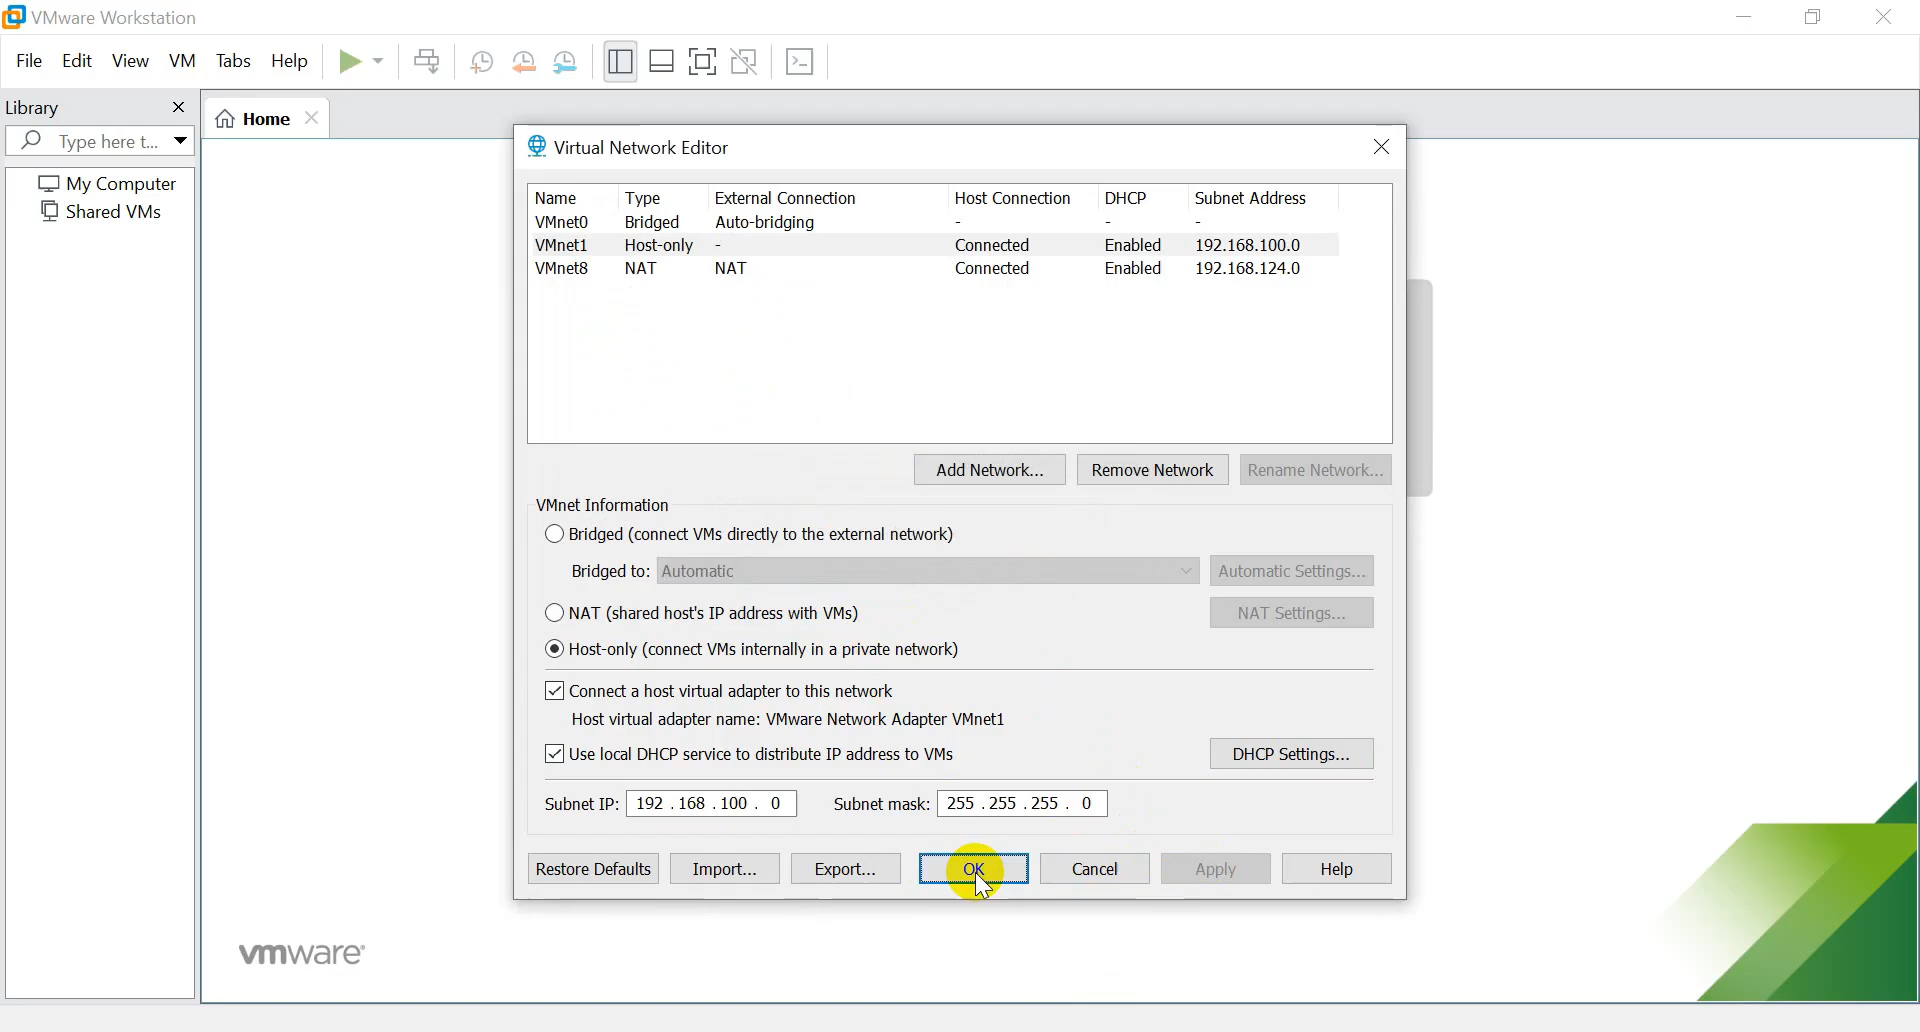 VMware Workstation
File Edit View VM Tabs Help
Library
Home
Type here t...
My Computer
Shared VMs
Virtual Network Editor
Name Type External Connection Host Connection DHCP Subnet Address
VMnet0 Bridged Auto-bridging - - -
VMnet1 Host-only - Connected Enabled 192.168.100.0
VMnet8 NAT NAT Connected Enabled 192.168.124.0
Add Network... Remove Network Rename Network...
VMnet Information
Bridged (connect VMs directly to the external network)
Bridged to: Automatic Automatic Settings...
NAT (shared host's IP address with VMs) NAT Settings...
Host-only (connect VMs internally in a private network)
Connect a host virtual adapter to this network
Host virtual adapter name: VMware Network Adapter VMnet1
Use local DHCP service to distribute IP address to VMs DHCP Settings...
Subnet IP: 192 . 168 . 100 . 0 Subnet mask: 255 . 255 . 255 . 0
Restore Defaults Import... Export... OK Cancel Apply Help
vmware®